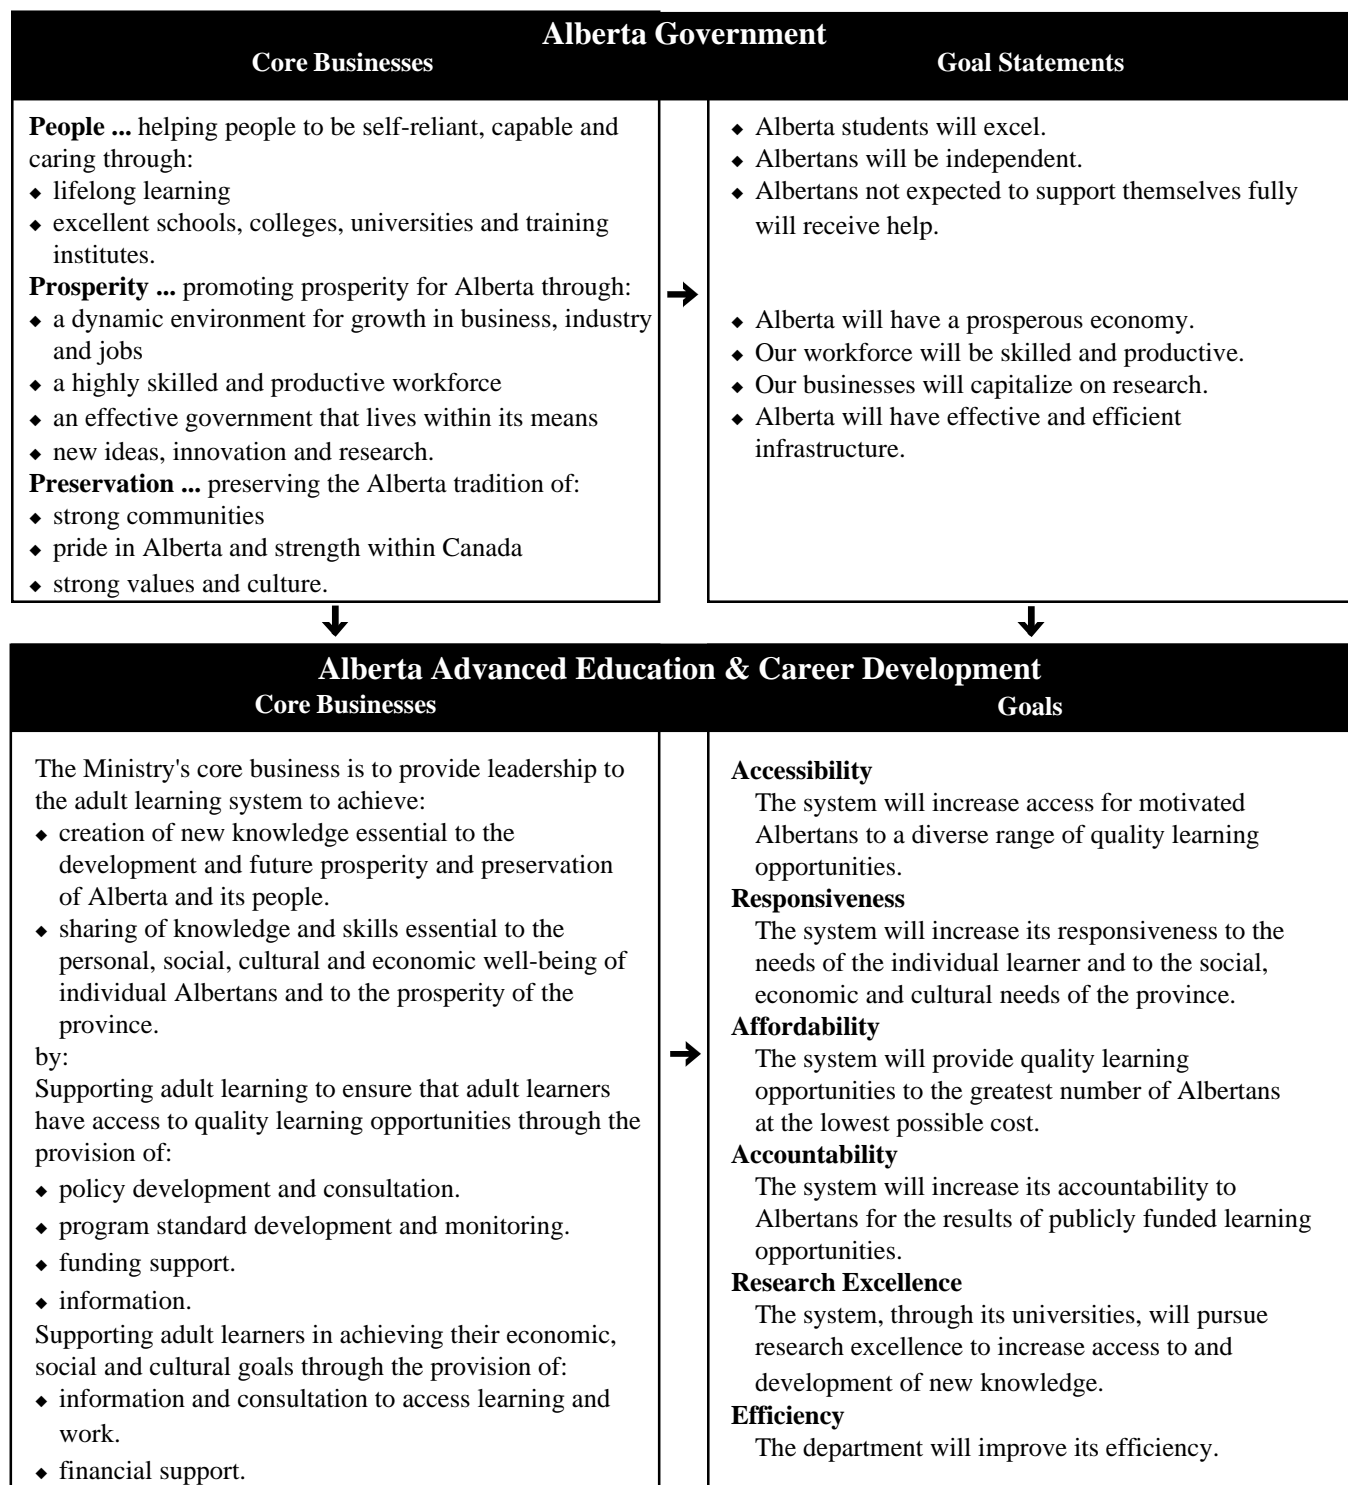 Alberta Government
Core Businesses
Goal Statements
People ... helping people to be self-reliant, capable and
caring through:
◆ lifelong learning
◆ excellent schools, colleges, universities and training
institutes.
Prosperity ... promoting prosperity for Alberta through:
◆ a dynamic environment for growth in business, industry
and jobs
◆ a highly skilled and productive workforce
◆ an effective government that lives within its means
◆ new ideas, innovation and research.
Preservation ... preserving the Alberta tradition of:
◆ strong communities
◆ pride in Alberta and strength within Canada
◆ strong values and culture.
◆ Alberta students will excel.
◆ Albertans will be independent.
◆ Albertans not expected to support themselves fully
will receive help.
◆ Alberta will have a prosperous economy.
◆ Our workforce will be skilled and productive.
◆ Our businesses will capitalize on research.
◆ Alberta will have effective and efficient
infrastructure.
Alberta Advanced Education & Career Development
Core Businesses
Goals
The Ministry's core business is to provide leadership to
the adult learning system to achieve:
◆ creation of new knowledge essential to the
development and future prosperity and preservation
of Alberta and its people.
◆ sharing of knowledge and skills essential to the
personal, social, cultural and economic well-being of
individual Albertans and to the prosperity of the
province.
by:
Supporting adult learning to ensure that adult learners
have access to quality learning opportunities through the
provision of:
◆ policy development and consultation.
◆ program standard development and monitoring.
◆ funding support.
◆ information.
Supporting adult learners in achieving their economic,
social and cultural goals through the provision of:
◆ information and consultation to access learning and
work.
◆ financial support.
Accessibility
The system will increase access for motivated
Albertans to a diverse range of quality learning
opportunities.
Responsiveness
The system will increase its responsiveness to the
needs of the individual learner and to the social,
economic and cultural needs of the province.
Affordability
The system will provide quality learning
opportunities to the greatest number of Albertans
at the lowest possible cost.
Accountability
The system will increase its accountability to
Albertans for the results of publicly funded learning
opportunities.
Research Excellence
The system, through its universities, will pursue
research excellence to increase access to and
development of new knowledge.
Efficiency
The department will improve its efficiency.